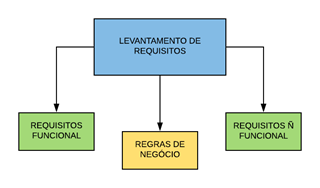 LEVANTAMENTO DE
REQUISITOS
REQUISITOS
FUNCIONAL
REGRAS DE
NEGÓCIO
REQUISITOS Ñ
FUNCIONAL